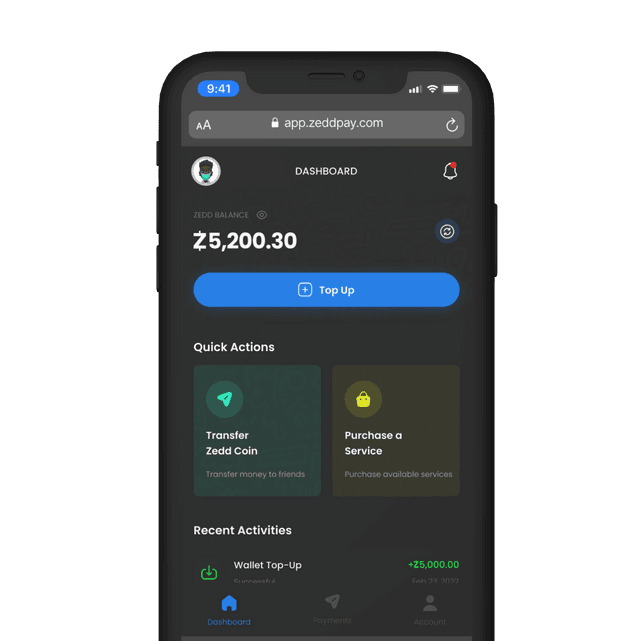 9:41
AA
app.zeddpay.com
DASHBOARD
ZEDD BALANCE
Ƶ5,200.30
Top Up
Quick Actions
Transfer
Zedd Coin
Transfer money to friends
Purchase a
Service
Purchase available services
Recent Activities
Wallet Top-Up
+Ƶ5,000.00
Successful
Feb 23, 2022
Dashboard
Payments
Account